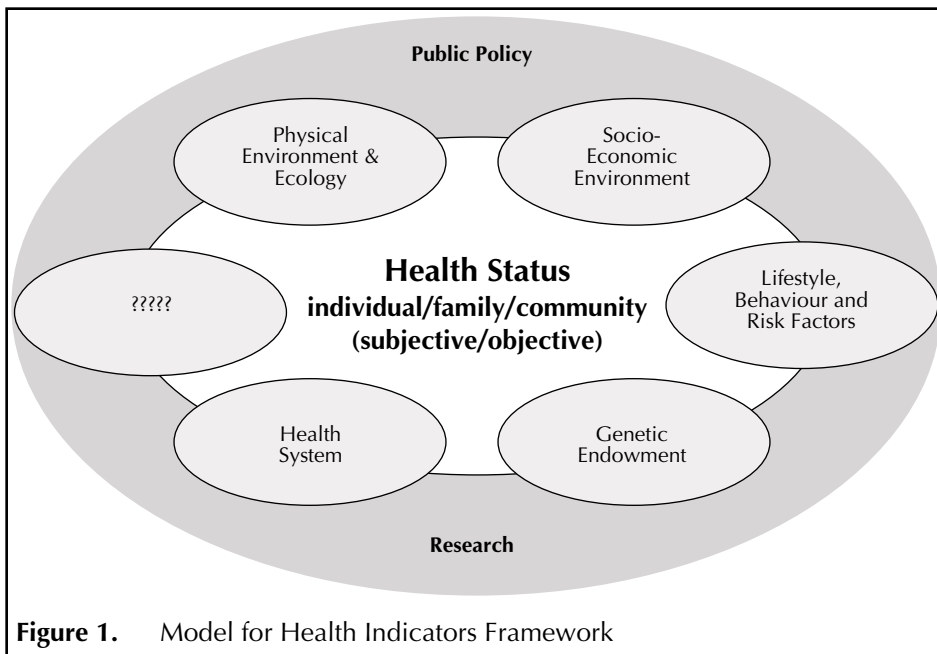 Public Policy
Physical
Environment &
Ecology
Socio-
Economic
Environment
?????
Health Status
individual/family/community
(subjective/objective)
Lifestyle,
Behaviour and
Risk Factors
Health
System
Genetic
Endowment
Research
Figure 1. Model for Health Indicators Framework